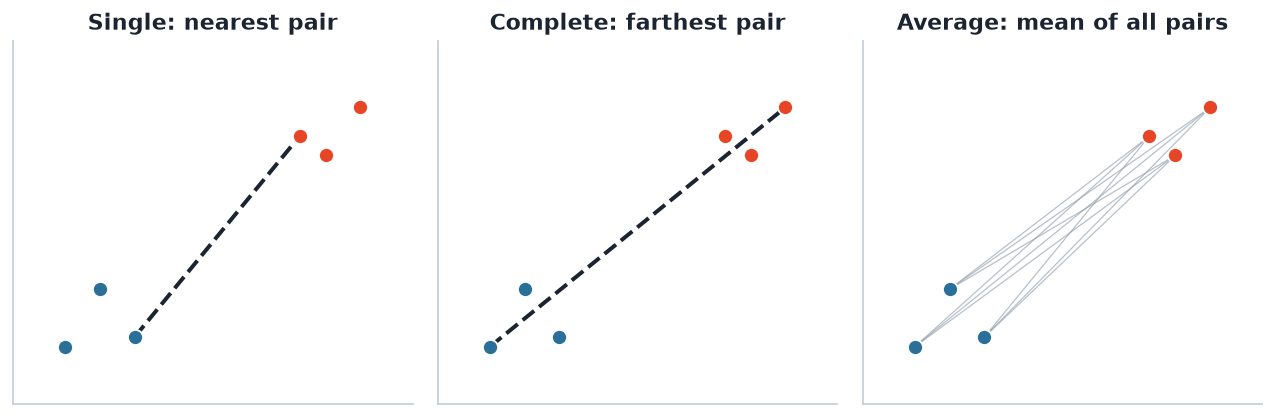 Single: nearest pair
Complete: farthest pair
Average: mean of all pairs